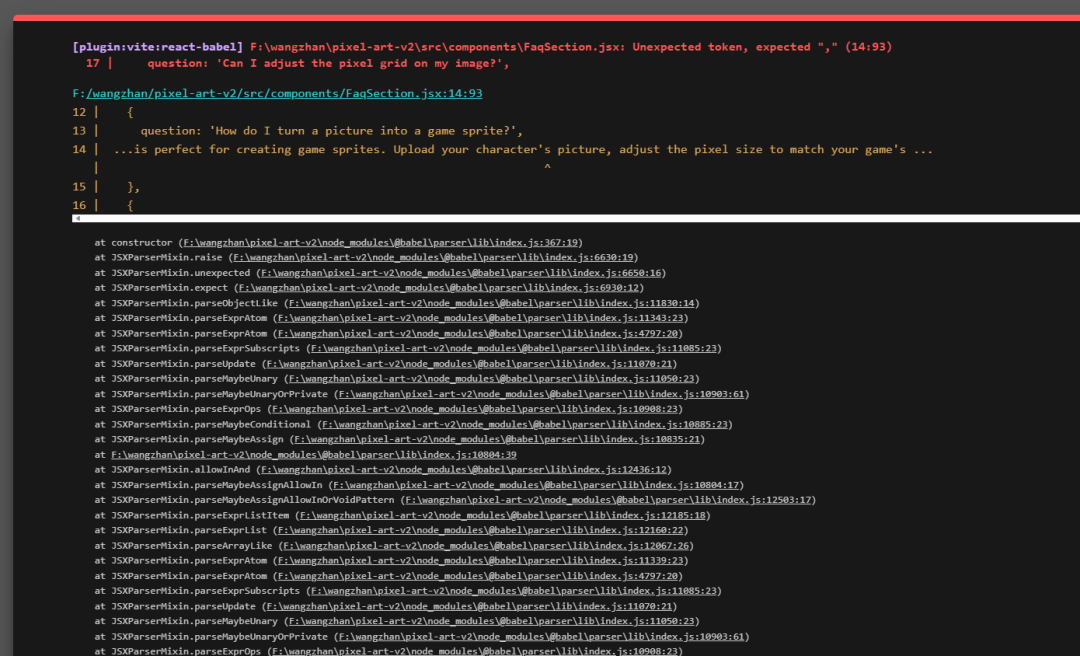 [plugin:vite:react-babel] F:\wangzhan\pixel-art-v2\src\components\FaqSection.jsx: Unexpected token, expected "," (14:93)
17 |     question: 'Can I adjust the pixel grid on my image?',
F:/wangzhan/pixel-art-v2/src/components/FaqSection.jsx:14:93
12 |    {
13 |      question: 'How do I turn a picture into a game sprite?',
14 |  ...is perfect for creating game sprites. Upload your character's picture, adjust the pixel size to match your game's ...
|                                                                  ^
15 |    },
16 |    {
at constructor (F:\wangzhan\pixel-art-v2\node_modules\@babel\parser\lib\index.js:367:19)
at JSXParserMixin.raise (F:\wangzhan\pixel-art-v2\node_modules\@babel\parser\lib\index.js:6630:19)
at JSXParserMixin.unexpected (F:\wangzhan\pixel-art-v2\node_modules\@babel\parser\lib\index.js:6650:16)
at JSXParserMixin.expect (F:\wangzhan\pixel-art-v2\node_modules\@babel\parser\lib\index.js:6930:12)
at JSXParserMixin.parseObjectLike (F:\wangzhan\pixel-art-v2\node_modules\@babel\parser\lib\index.js:11830:14)
at JSXParserMixin.parseExprAtom (F:\wangzhan\pixel-art-v2\node_modules\@babel\parser\lib\index.js:11343:23)
at JSXParserMixin.parseExprAtom (F:\wangzhan\pixel-art-v2\node_modules\@babel\parser\lib\index.js:4797:20)
at JSXParserMixin.parseExprSubscripts (F:\wangzhan\pixel-art-v2\node_modules\@babel\parser\lib\index.js:11085:23)
at JSXParserMixin.parseUpdate (F:\wangzhan\pixel-art-v2\node_modules\@babel\parser\lib\index.js:11070:21)
at JSXParserMixin.parseMaybeUnary (F:\wangzhan\pixel-art-v2\node_modules\@babel\parser\lib\index.js:11050:23)
at JSXParserMixin.parseMaybeUnaryOrPrivate (F:\wangzhan\pixel-art-v2\node_modules\@babel\parser\lib\index.js:10903:61)
at JSXParserMixin.parseExprOps (F:\wangzhan\pixel-art-v2\node_modules\@babel\parser\lib\index.js:10908:23)
at JSXParserMixin.parseMaybeConditional (F:\wangzhan\pixel-art-v2\node_modules\@babel\parser\lib\index.js:10885:23)
at JSXParserMixin.parseMaybeAssign (F:\wangzhan\pixel-art-v2\node_modules\@babel\parser\lib\index.js:10835:21)
at F:\wangzhan\pixel-art-v2\node_modules\@babel\parser\lib\index.js:10804:39
at JSXParserMixin.allowInAnd (F:\wangzhan\pixel-art-v2\node_modules\@babel\parser\lib\index.js:12436:12)
at JSXParserMixin.parseMaybeAssignAllowIn (F:\wangzhan\pixel-art-v2\node_modules\@babel\parser\lib\index.js:10804:17)
at JSXParserMixin.parseMaybeAssignAllowInOrVoidPattern (F:\wangzhan\pixel-art-v2\node_modules\@babel\parser\lib\index.js:12503:17)
at JSXParserMixin.parseExprListItem (F:\wangzhan\pixel-art-v2\node_modules\@babel\parser\lib\index.js:12185:18)
at JSXParserMixin.parseExprList (F:\wangzhan\pixel-art-v2\node_modules\@babel\parser\lib\index.js:12160:22)
at JSXParserMixin.parseArrayLike (F:\wangzhan\pixel-art-v2\node_modules\@babel\parser\lib\index.js:12067:26)
at JSXParserMixin.parseExprAtom (F:\wangzhan\pixel-art-v2\node_modules\@babel\parser\lib\index.js:11339:23)
at JSXParserMixin.parseExprAtom (F:\wangzhan\pixel-art-v2\node_modules\@babel\parser\lib\index.js:4797:20)
at JSXParserMixin.parseExprSubscripts (F:\wangzhan\pixel-art-v2\node_modules\@babel\parser\lib\index.js:11085:23)
at JSXParserMixin.parseUpdate (F:\wangzhan\pixel-art-v2\node_modules\@babel\parser\lib\index.js:11070:21)
at JSXParserMixin.parseMaybeUnary (F:\wangzhan\pixel-art-v2\node_modules\@babel\parser\lib\index.js:11050:23)
at JSXParserMixin.parseMaybeUnaryOrPrivate (F:\wangzhan\pixel-art-v2\node_modules\@babel\parser\lib\index.js:10903:61)
at JSXParserMixin.parseExprOps (F:\wangzhan\pixel-art-v2\node_modules\@babel\parser\lib\index.js:10908:23)